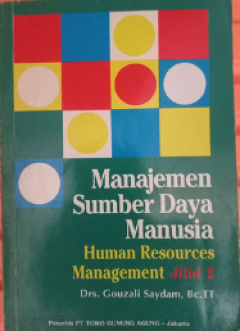 Manajemen
Sumber Daya
Manusia
Human Resources
Management Jilid 2
Drs. Gouzali Saydam, Bc.TT
Penerbit PT TOKO GUNUNG AGUNG – Jakarta